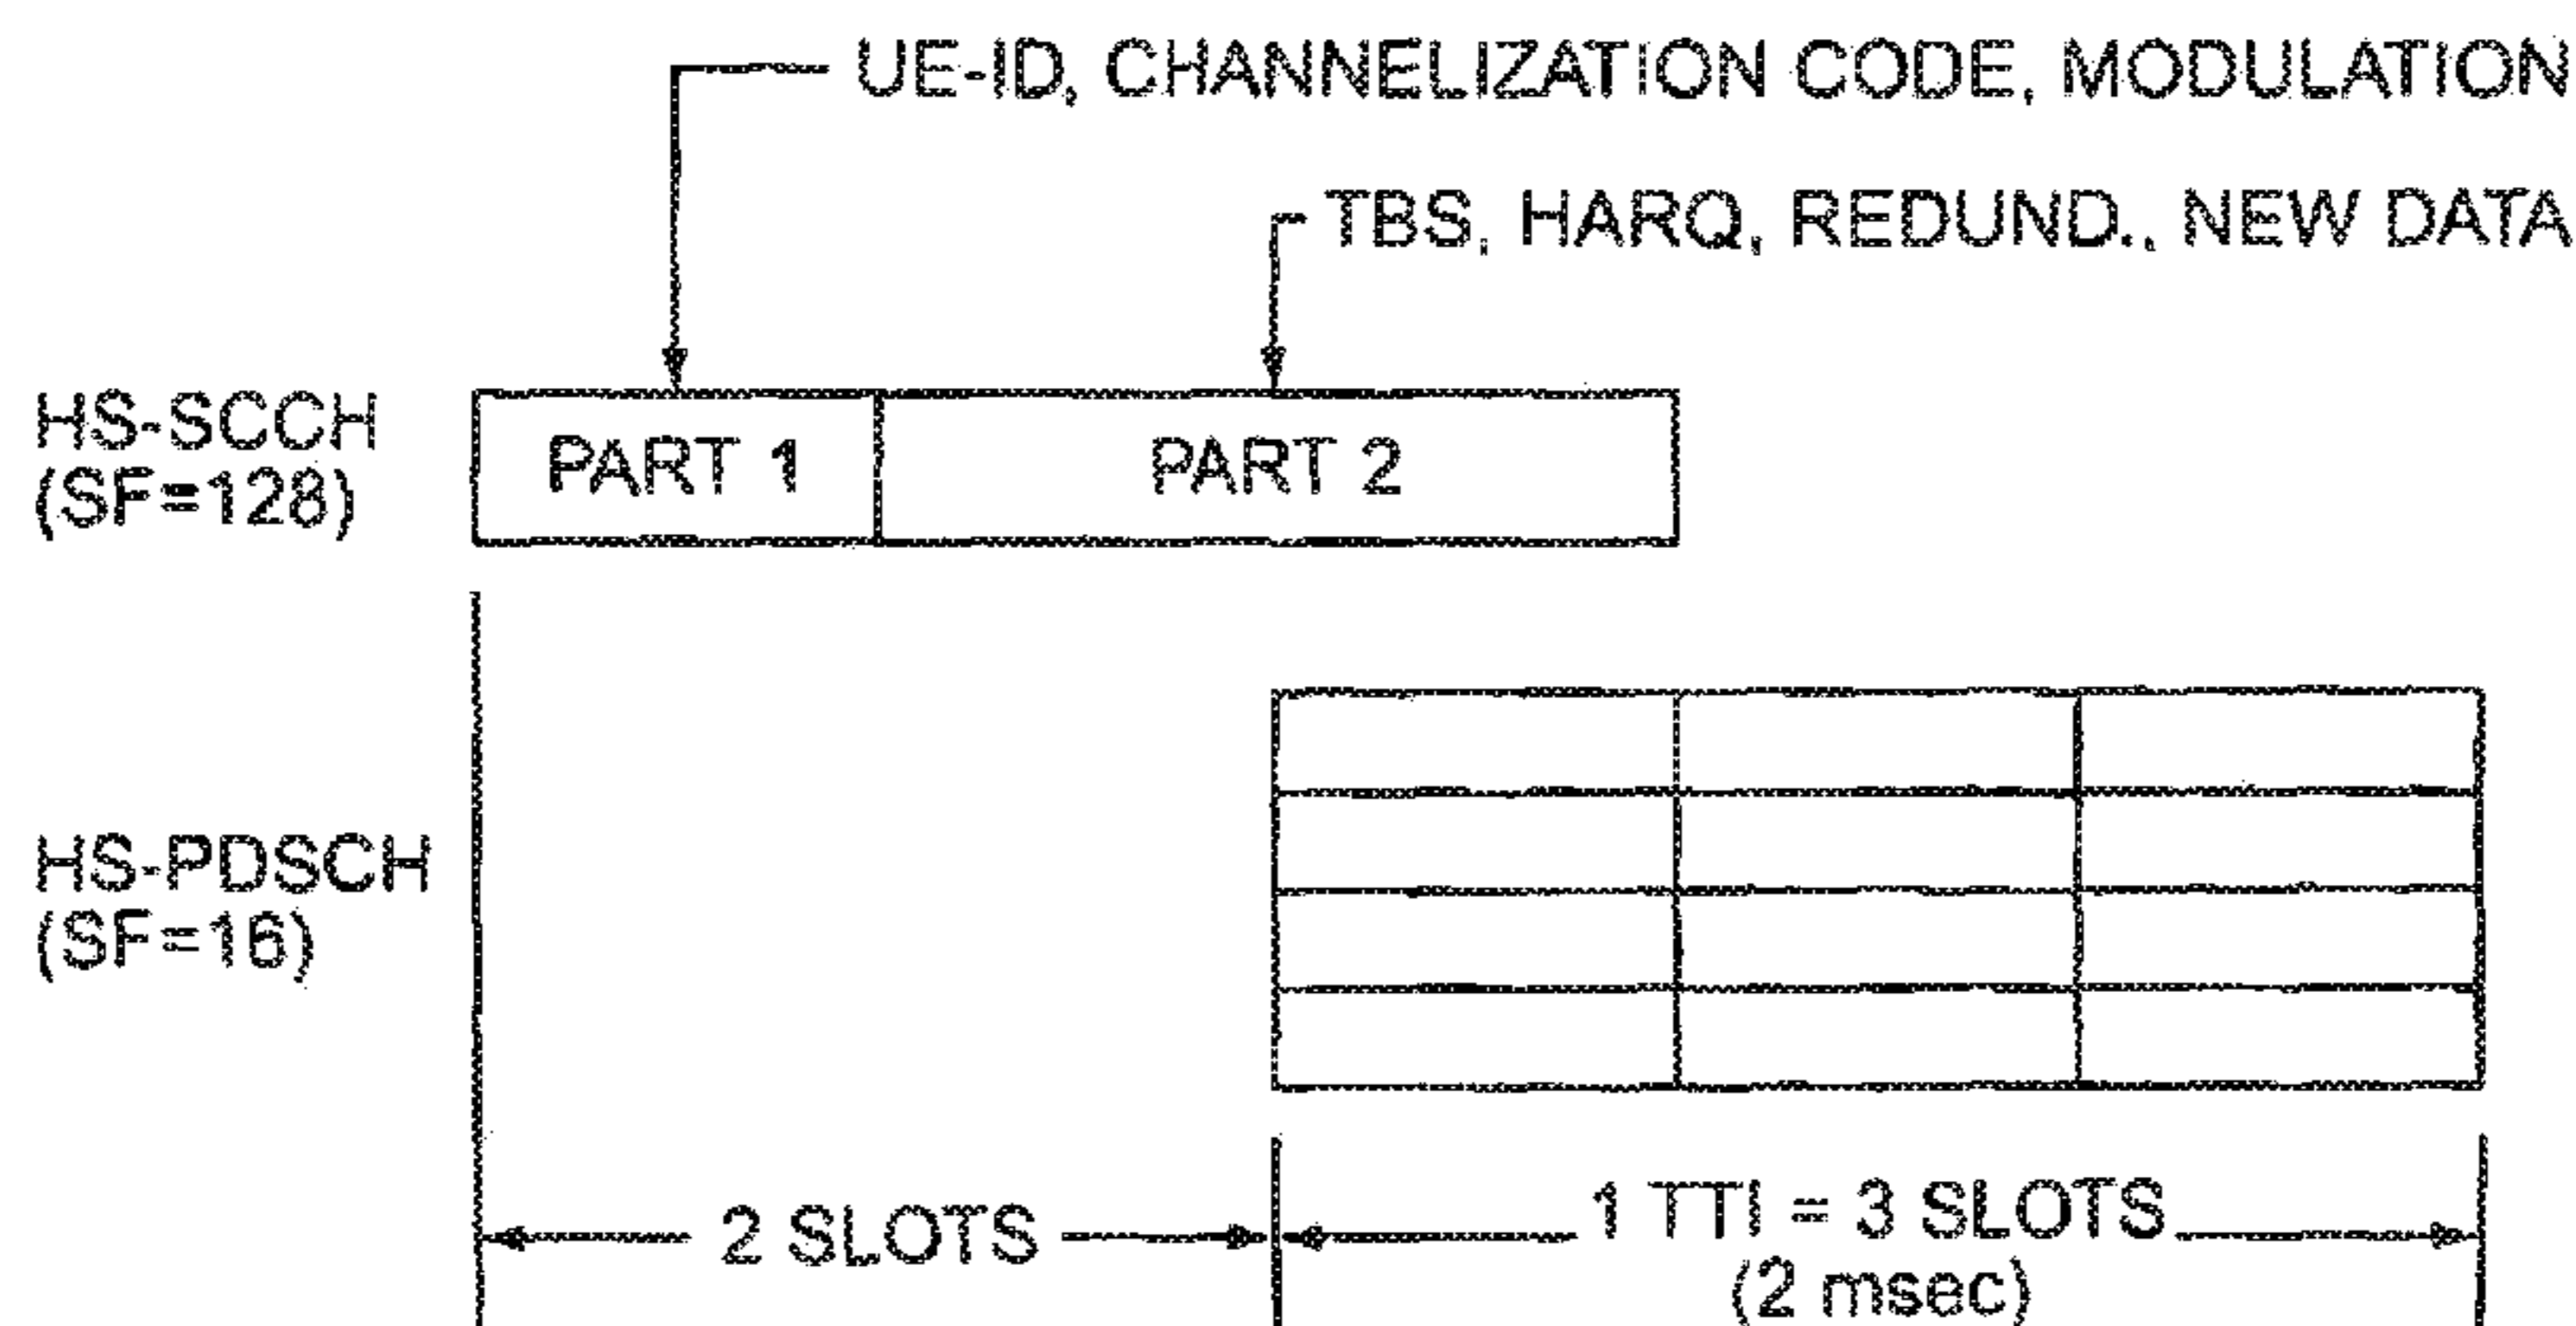 UE-ID, CHANNELIZATION CODE, MODULATION
TBS, HARQ, REDUND., NEW DATA
HS-SCCH
(SF=128)
PART 1
PART 2
HS-PDSCH
(SF=16)
2 SLOTS
1 TTI = 3 SLOTS
(2 msec)